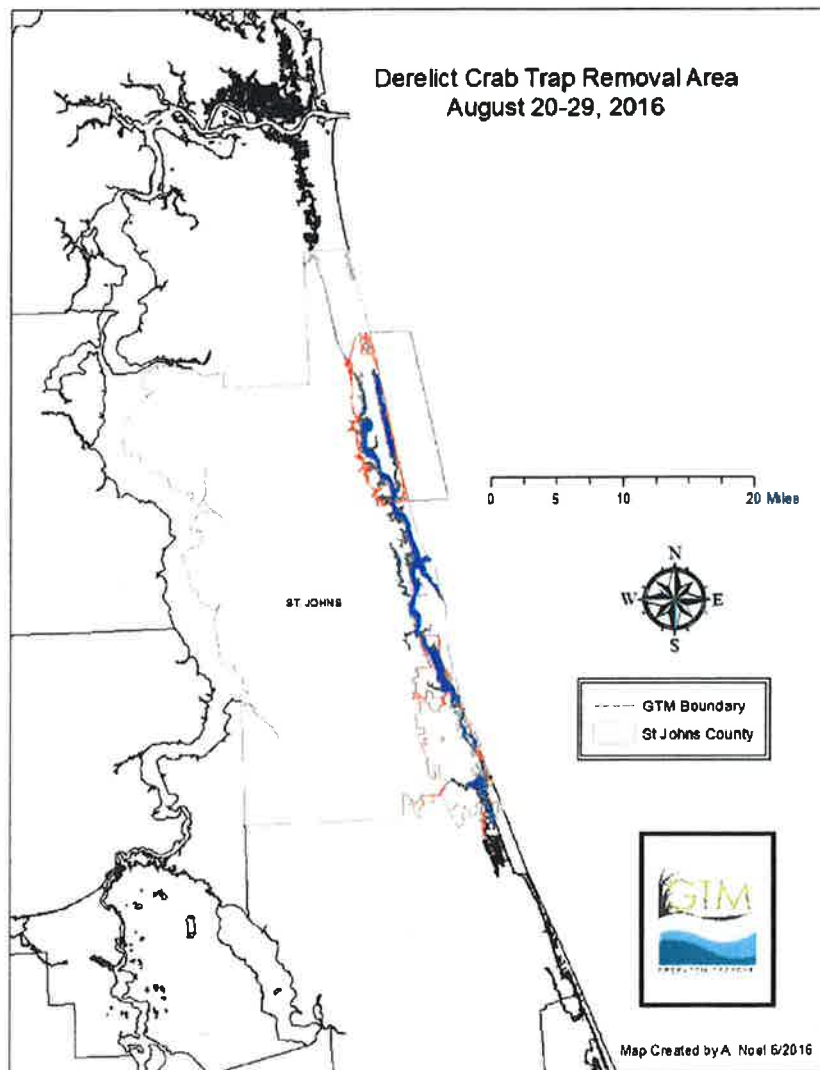 Derelict Crab Trap Removal Area
August 20-29, 2016
0 5 10 20 Miles
N
W E
S
ST JOHNS
GTM Boundary
St Johns County
GTM
Map Created by A. Noel 6/2016